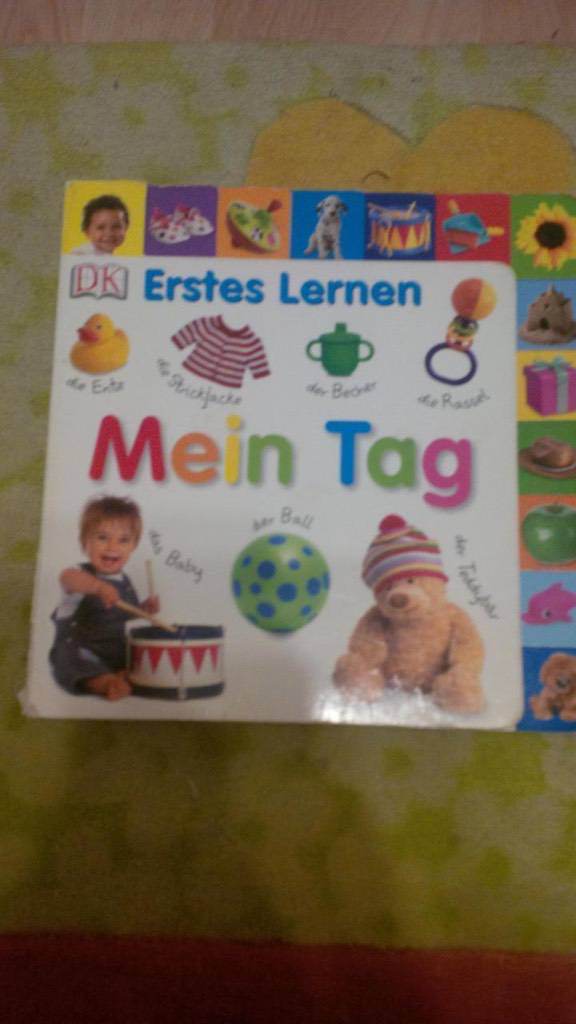 DK
Erstes Lernen
die Ente
die Strickjacke
der Becher
die Rassel
Mein Tag
das Baby
der Ball
der Teddybär